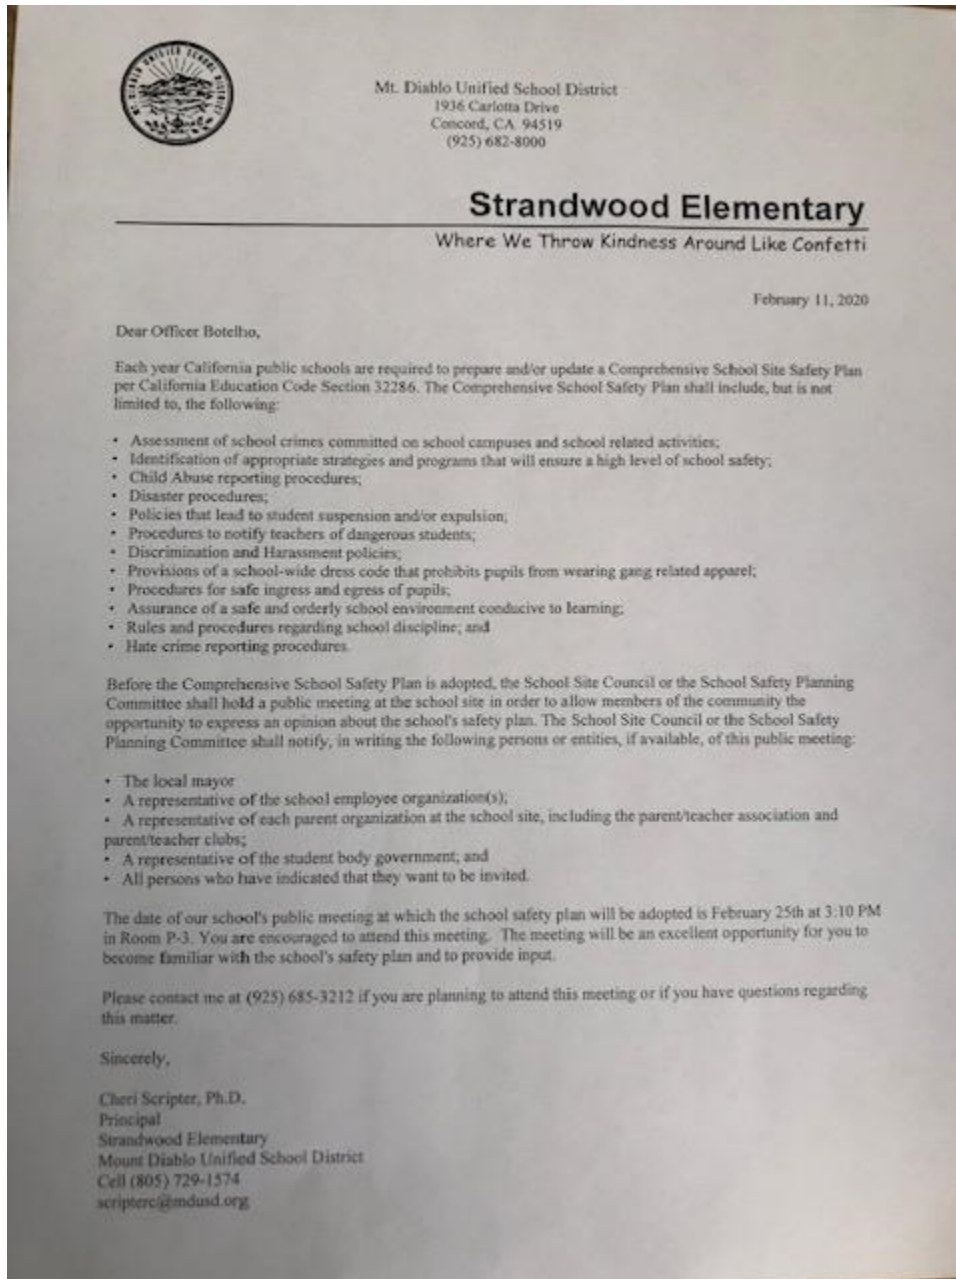 MT. DIABLO UNIFIED SCHOOL DISTRICT
Mt. Diablo Unified School District
1936 Carlotta Drive
Concord, CA 94519
(925) 682-8000
Strandwood Elementary
Where We Throw Kindness Around Like Confetti
February 11, 2020
Dear Officer Botelho,
Each year California public schools are required to prepare and/or update a Comprehensive School Site Safety Plan
per California Education Code Section 32286. The Comprehensive School Safety Plan shall include, but is not
limited to, the following:
• Assessment of school crimes committed on school campuses and school related activities;
• Identification of appropriate strategies and programs that will ensure a high level of school safety;
• Child Abuse reporting procedures;
• Disaster procedures;
• Policies that lead to student suspension and/or expulsion;
• Procedures to notify teachers of dangerous students;
• Discrimination and Harassment policies;
• Provisions of a school-wide dress code that prohibits pupils from wearing gang related apparel;
• Procedures for safe ingress and egress of pupils;
• Assurance of a safe and orderly school environment conducive to learning;
• Rules and procedures regarding school discipline; and
• Hate crime reporting procedures.
Before the Comprehensive School Safety Plan is adopted, the School Site Council or the School Safety Planning
Committee shall hold a public meeting at the school site in order to allow members of the community the
opportunity to express an opinion about the school's safety plan. The School Site Council or the School Safety
Planning Committee shall notify, in writing the following persons or entities, if available, of this public meeting:
• The local mayor
• A representative of the school employee organization(s);
• A representative of each parent organization at the school site, including the parent/teacher association and
parent/teacher clubs;
• A representative of the student body government; and
• All persons who have indicated that they want to be invited.
The date of our school's public meeting at which the school safety plan will be adopted is February 25th at 3:10 PM
in Room P-3. You are encouraged to attend this meeting. The meeting will be an excellent opportunity for you to
become familiar with the school's safety plan and to provide input.
Please contact me at (925) 685-3212 if you are planning to attend this meeting or if you have questions regarding
this matter.
Sincerely,
Cheri Scripter, Ph.D.
Principal
Strandwood Elementary
Mount Diablo Unified School District
Cell (805) 729-1574
scripterc@mdusd.org